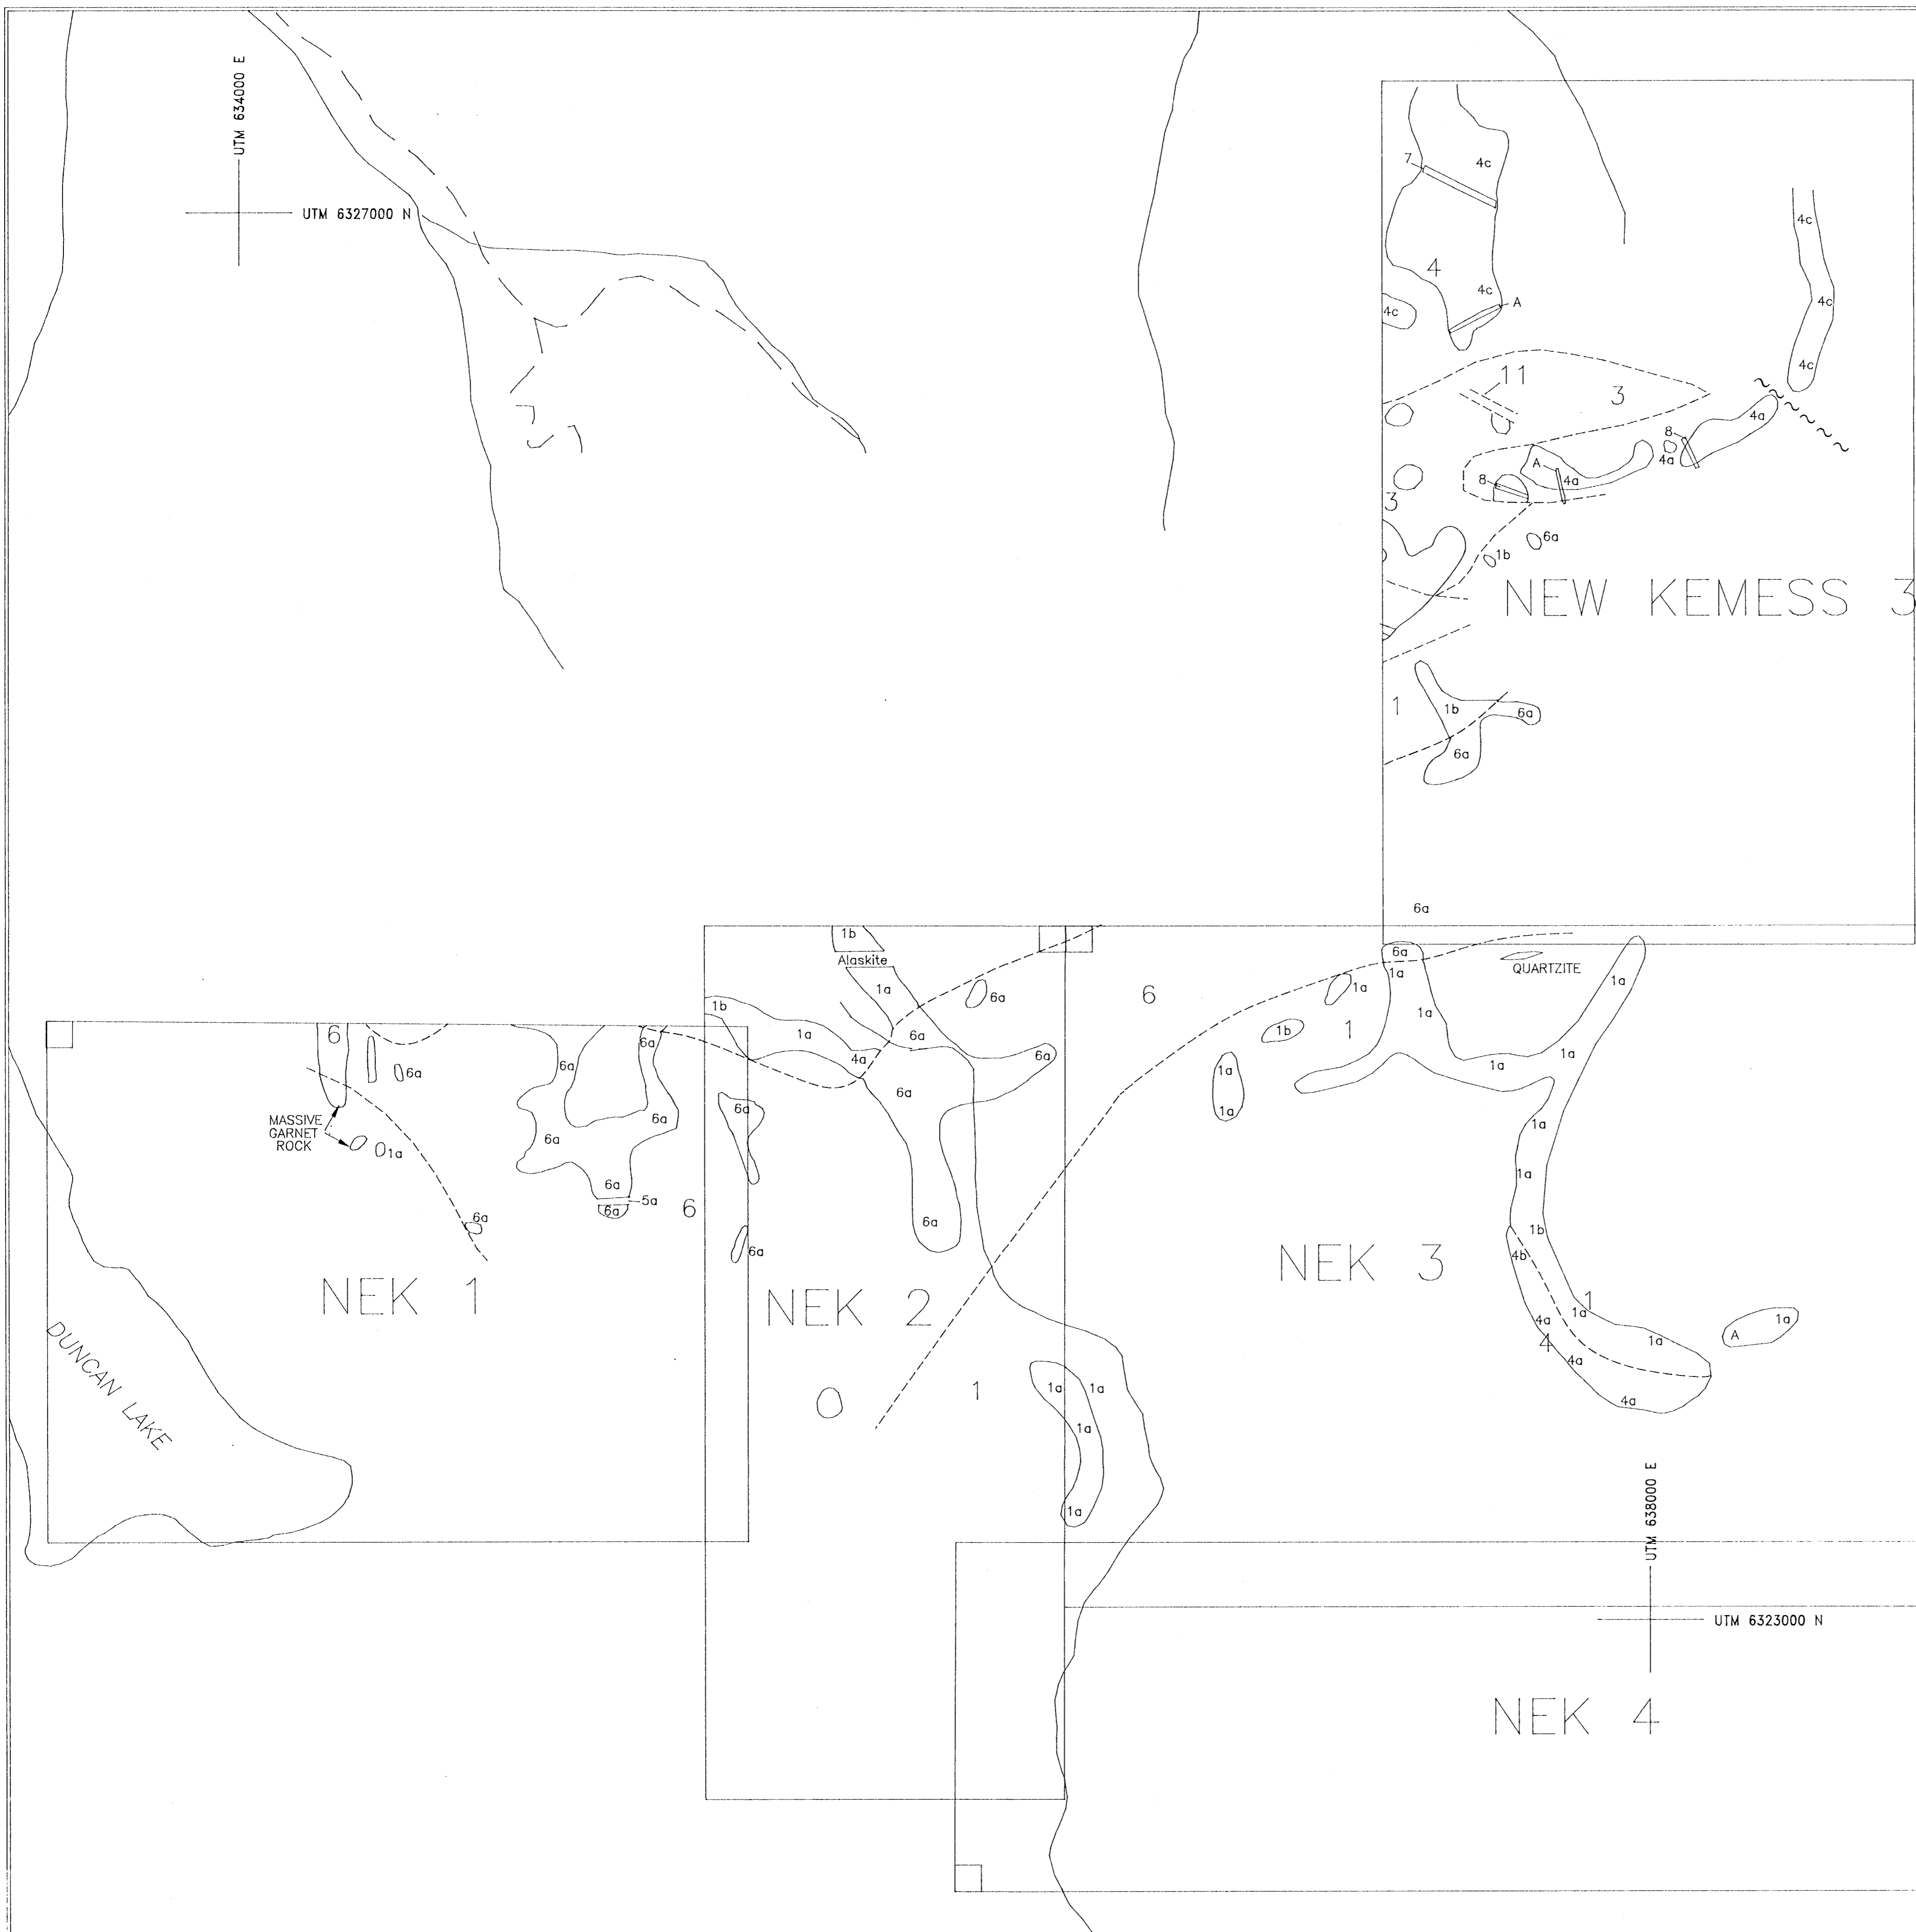 UTM 634000 E
UTM 6327000 N
7
4c
4
4c
A
4c
4c
4c
4c
11
3
4a
8
4a
A
4a
8
3
6a
1b
NEW KEMESS 3
1
1b
6a
6a
6a
1b
Alaskite
1a
6a
1b
1a
6a
4a
6a
6a
6
6a
1a
QUARTZITE
1a
1a
1a
1b
1
1a
1a
1a
1a
6
6a
6a
6a
MASSIVE
GARNET
ROCK
1a
6a
6a
6a
6a
5a
6a
6
6a
6a
6a
6a
1a
1a
1b
4b
NEK 1
NEK 2
NEK 3
1
1a
4a
4
1a
4a
1a
A
4a
DUNCAN LAKE
1
1a
1a
1a
1a
UTM 638000 E
UTM 6323000 N
NEK 4